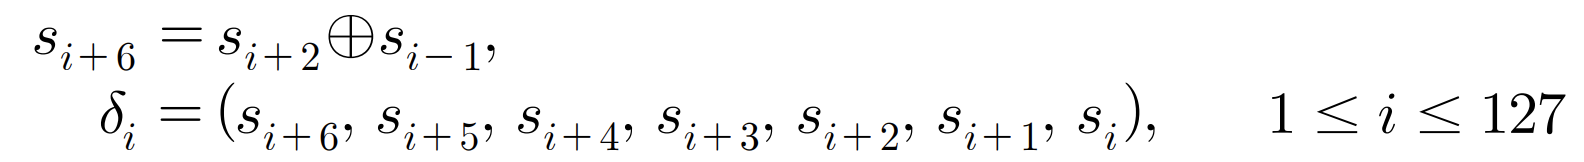 s_{i+6} = s_{i+2} ⊕ s_{i−1},
δ_i = (s_{i+6}, s_{i+5}, s_{i+4}, s_{i+3}, s_{i+2}, s_{i+1}, s_i), 1 ≤ i ≤ 127